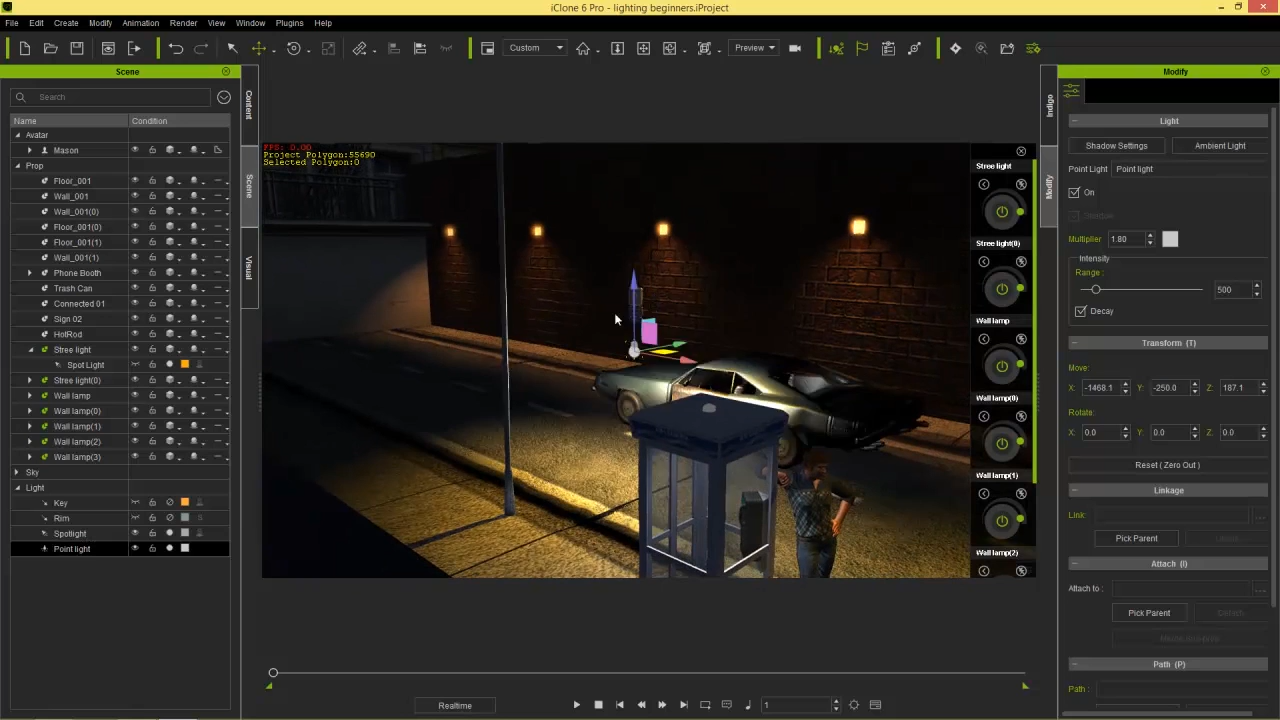 iClone 6 Pro - lighting beginners.iProject
File Edit Create Modify Animation Render View Window Plugins Help
Custom
Preview
Scene
Search
Name Condition
Avatar
Mason
Prop
Floor_001
Wall_001
Wall_001(0)
Floor_001(0)
Floor_001(1)
Wall_001(1)
Phone Booth
Trash Can
Connected 01
Sign 02
HotRod
Stree light
Spot Light
Stree light(0)
Wall lamp
Wall lamp(0)
Wall lamp(1)
Wall lamp(2)
Wall lamp(3)
Sky
Light
Key
Rim
Spotlight
Point light
Content
Scene
Visual
FPS: 0.00
Project Polygon:55690
Selected Polygon:0
Stree light
Stree light(0)
Wall lamp
Wall lamp(0)
Wall lamp(1)
Wall lamp(2)
Realtime
1
Indigo
Modify
Modify
Light
Shadow Settings Ambient Light
Point Light Point light
On
Shadow
Multiplier 1.80
Intensity
Range :
500
Decay
Transform (T)
Move:
X: -1468.1 Y: -250.0 Z: 187.1
Rotate:
X: 0.0 Y: 0.0 Z: 0.0
Reset ( Zero Out )
Linkage
Link:
Pick Parent
Attach (I)
Attach to :
Pick Parent Detach
Path (P)
Path :